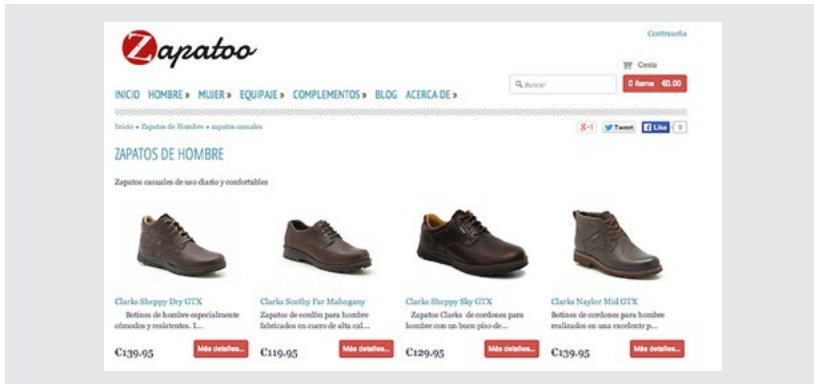 Zapatoo
Contraseña
Cesta
Buscar
0 items €0.00
INICIO HOMBRE » MUJER » EQUIPAJE » COMPLEMENTOS » BLOG ACERCA DE »
Inicio » Zapatos de Hombre » zapatos casuales
g+1 Tweet Like 0
ZAPATOS DE HOMBRE
Zapatos casuales de uso diario y confortables
Clarks Sheppy Dry GTX
Botines de hombre especialmente
cómodos y resistentes. I...
€139.95 Más detalles...
Clarks Scotby Far Mahogany
Zapatos de cordón para hombre
fabricados en cuero de alta cal...
€119.95 Más detalles...
Clarks Sheppy Sky GTX
Zapatos Clarks de cordones para
hombre con un buen piso de...
€129.95 Más detalles...
Clarks Naylor Mid GTX
Botines de cordones para hombre
realizados en una excelente p...
€139.95 Más detalles...